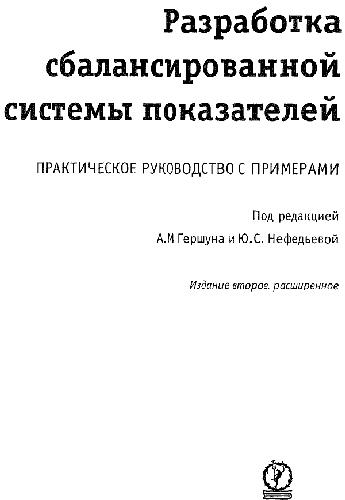 Разработка
сбалансированной
системы показателей
ПРАКТИЧЕСКОЕ РУКОВОДСТВО С ПРИМЕРАМИ
Под редакцией
А.М Гершуна и Ю.С. Нефедьевой
Издание второе, расширенное